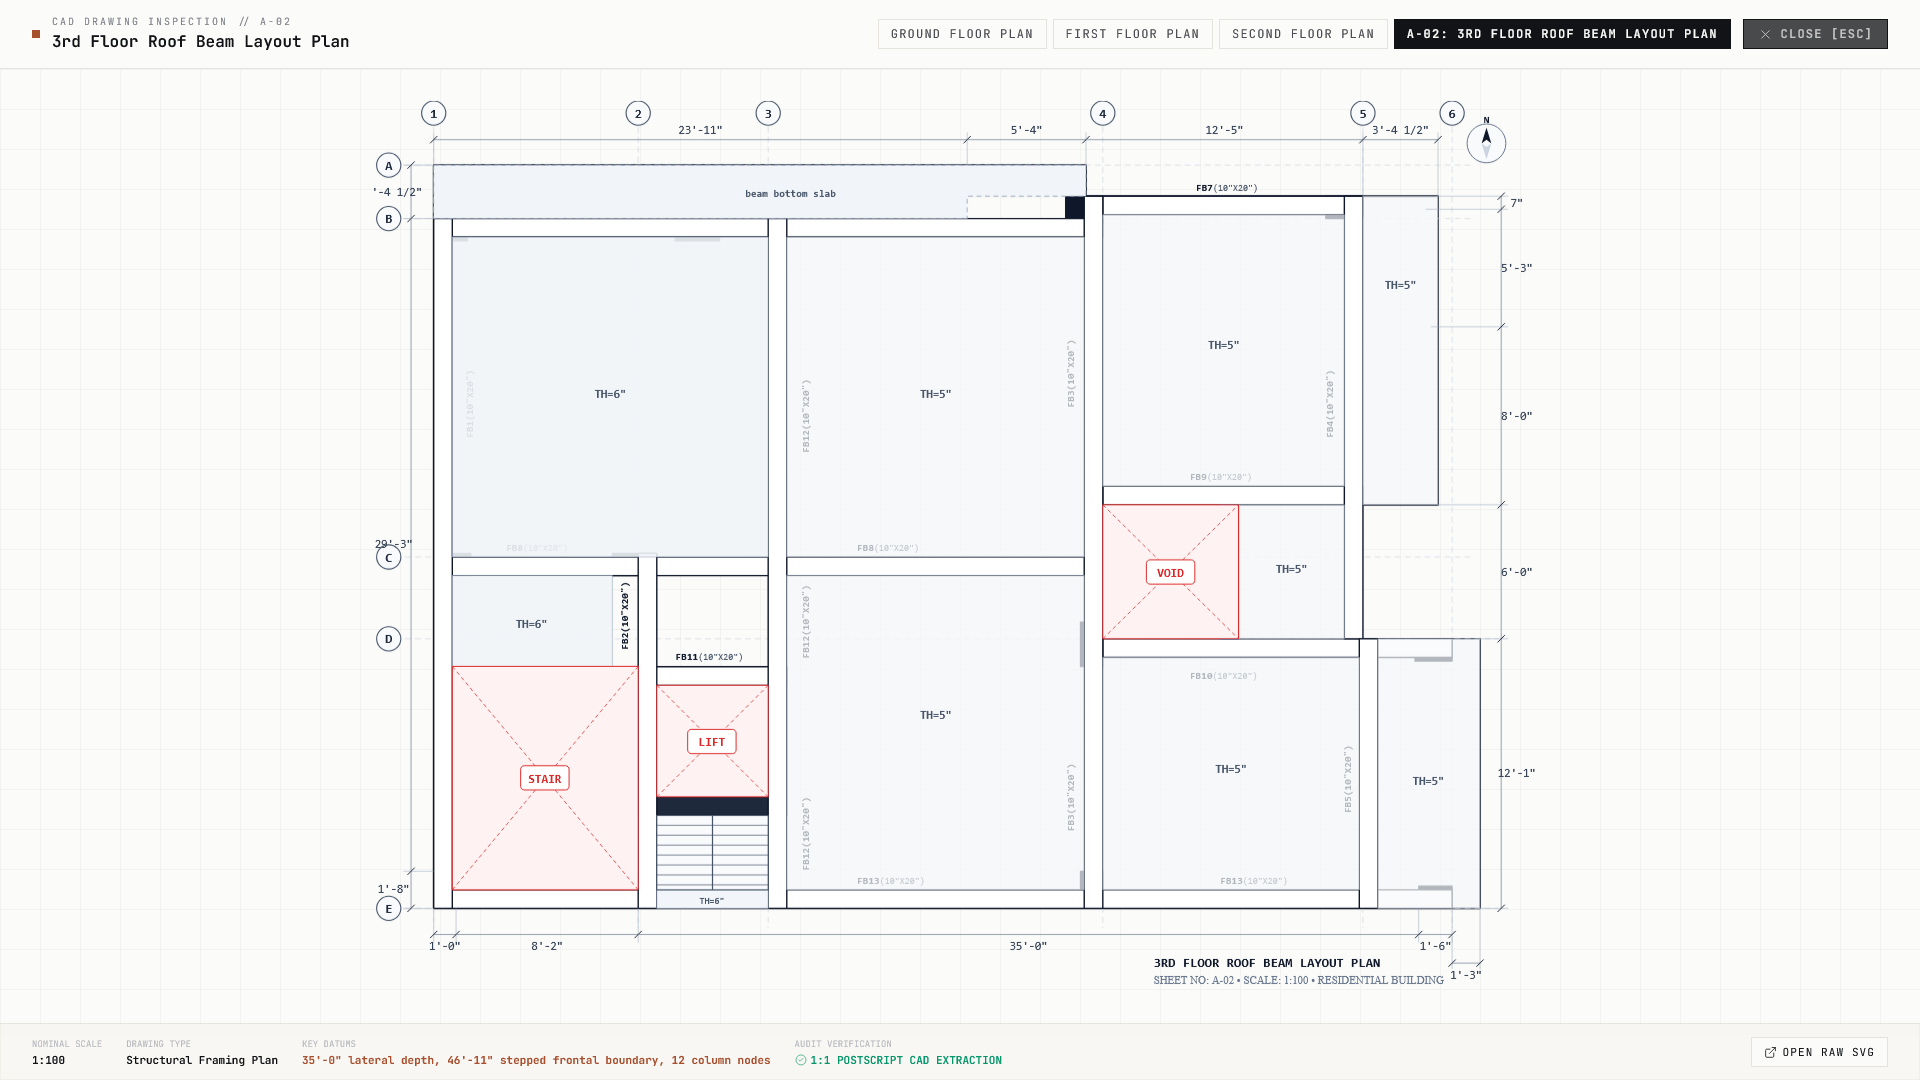 CAD DRAWING INSPECTION // A-02
3rd Floor Roof Beam Layout Plan
GROUND FLOOR PLAN
FIRST FLOOR PLAN
SECOND FLOOR PLAN
A-02: 3RD FLOOR ROOF BEAM LAYOUT PLAN
CLOSE [ESC]
1
2
3
4
5
6
23'-11"
5'-4"
12'-5"
3'-4 1/2"
N
A
'-4 1/2"
B
beam bottom slab
FB7(10"X20")
7"
5'-3"
TH=5"
TH=5"
TH=6"
TH=5"
FB1(10"X20")
FB12(10"X20")
FB3(10"X20")
FB4(10"X20")
8'-0"
FB9(10"X20")
29'-3"
C
FB8(10"X20")
FB8(10"X20")
VOID
TH=5"
6'-0"
TH=6"
FB2(10"X20")
FB12(10"X20")
D
FB11(10"X20")
FB10(10"X20")
TH=5"
LIFT
STAIR
TH=5"
TH=5"
FB5(10"X20")
12'-1"
FB3(10"X20")
FB12(10"X20")
FB13(10"X20")
FB13(10"X20")
1'-8"
E
TH=6"
1'-0"
8'-2"
35'-0"
1'-6"
1'-3"
3RD FLOOR ROOF BEAM LAYOUT PLAN
SHEET NO: A-02 • SCALE: 1:100 • RESIDENTIAL BUILDING
NOMINAL SCALE
1:100
DRAWING TYPE
Structural Framing Plan
KEY DATUMS
35'-0" lateral depth, 46'-11" stepped frontal boundary, 12 column nodes
AUDIT VERIFICATION
1:1 POSTSCRIPT CAD EXTRACTION
OPEN RAW SVG